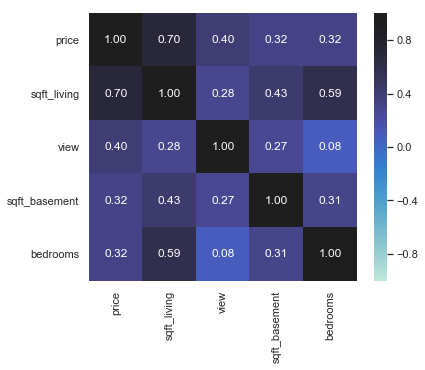 price 1.00 0.70 0.40 0.32 0.32
sqft_living 0.70 1.00 0.28 0.43 0.59
view 0.40 0.28 1.00 0.27 0.08
sqft_basement 0.32 0.43 0.27 1.00 0.31
bedrooms 0.32 0.59 0.08 0.31 1.00
price
sqft_living
view
sqft_basement
bedrooms
0.8
0.4
0.0
−0.4
−0.8